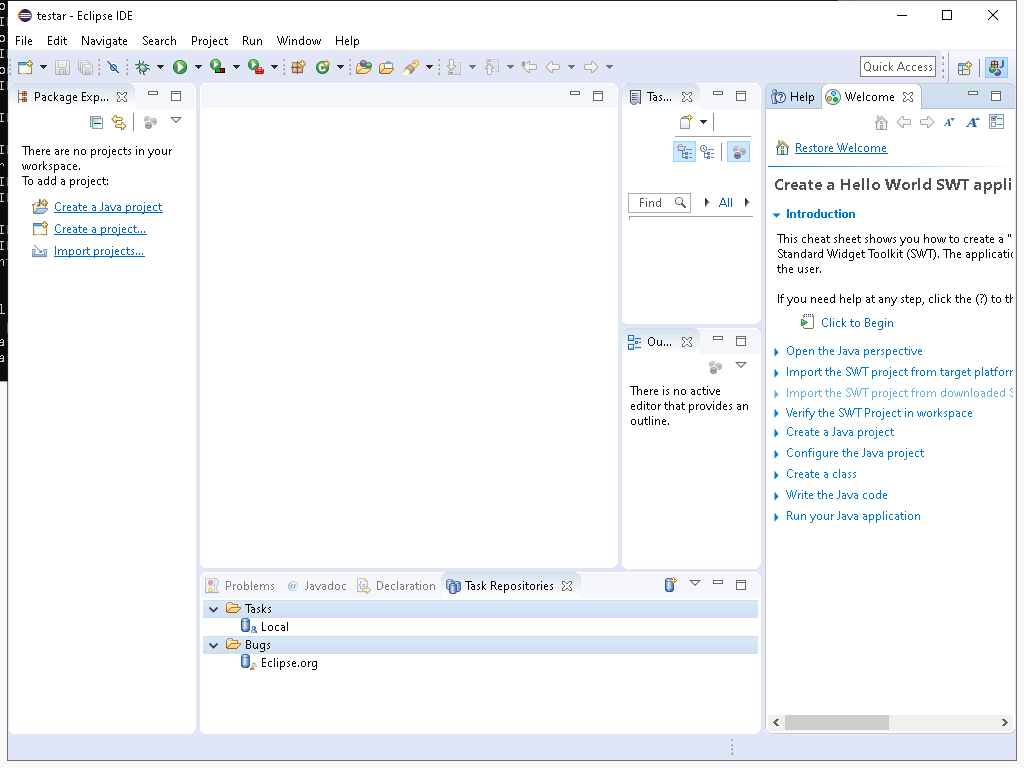 testar - Eclipse IDE
File Edit Navigate Search Project Run Window Help
Quick Access
Package Exp...
There are no projects in your
workspace.
To add a project:
Create a Java project
Create a project...
Import projects...
Tas...
Find
All
Ou...
There is no active
editor that provides an
outline.
Help
Welcome
Restore Welcome
Create a Hello World SWT appli
Introduction
This cheat sheet shows you how to create a "
Standard Widget Toolkit (SWT). The applicatic
the user.
If you need help at any step, click the (?) to th
Click to Begin
Open the Java perspective
Import the SWT project from target platforr
Import the SWT project from downloaded S
Verify the SWT Project in workspace
Create a Java project
Configure the Java project
Create a class
Write the Java code
Run your Java application
Problems @ Javadoc Declaration Task Repositories
Tasks
Local
Bugs
Eclipse.org